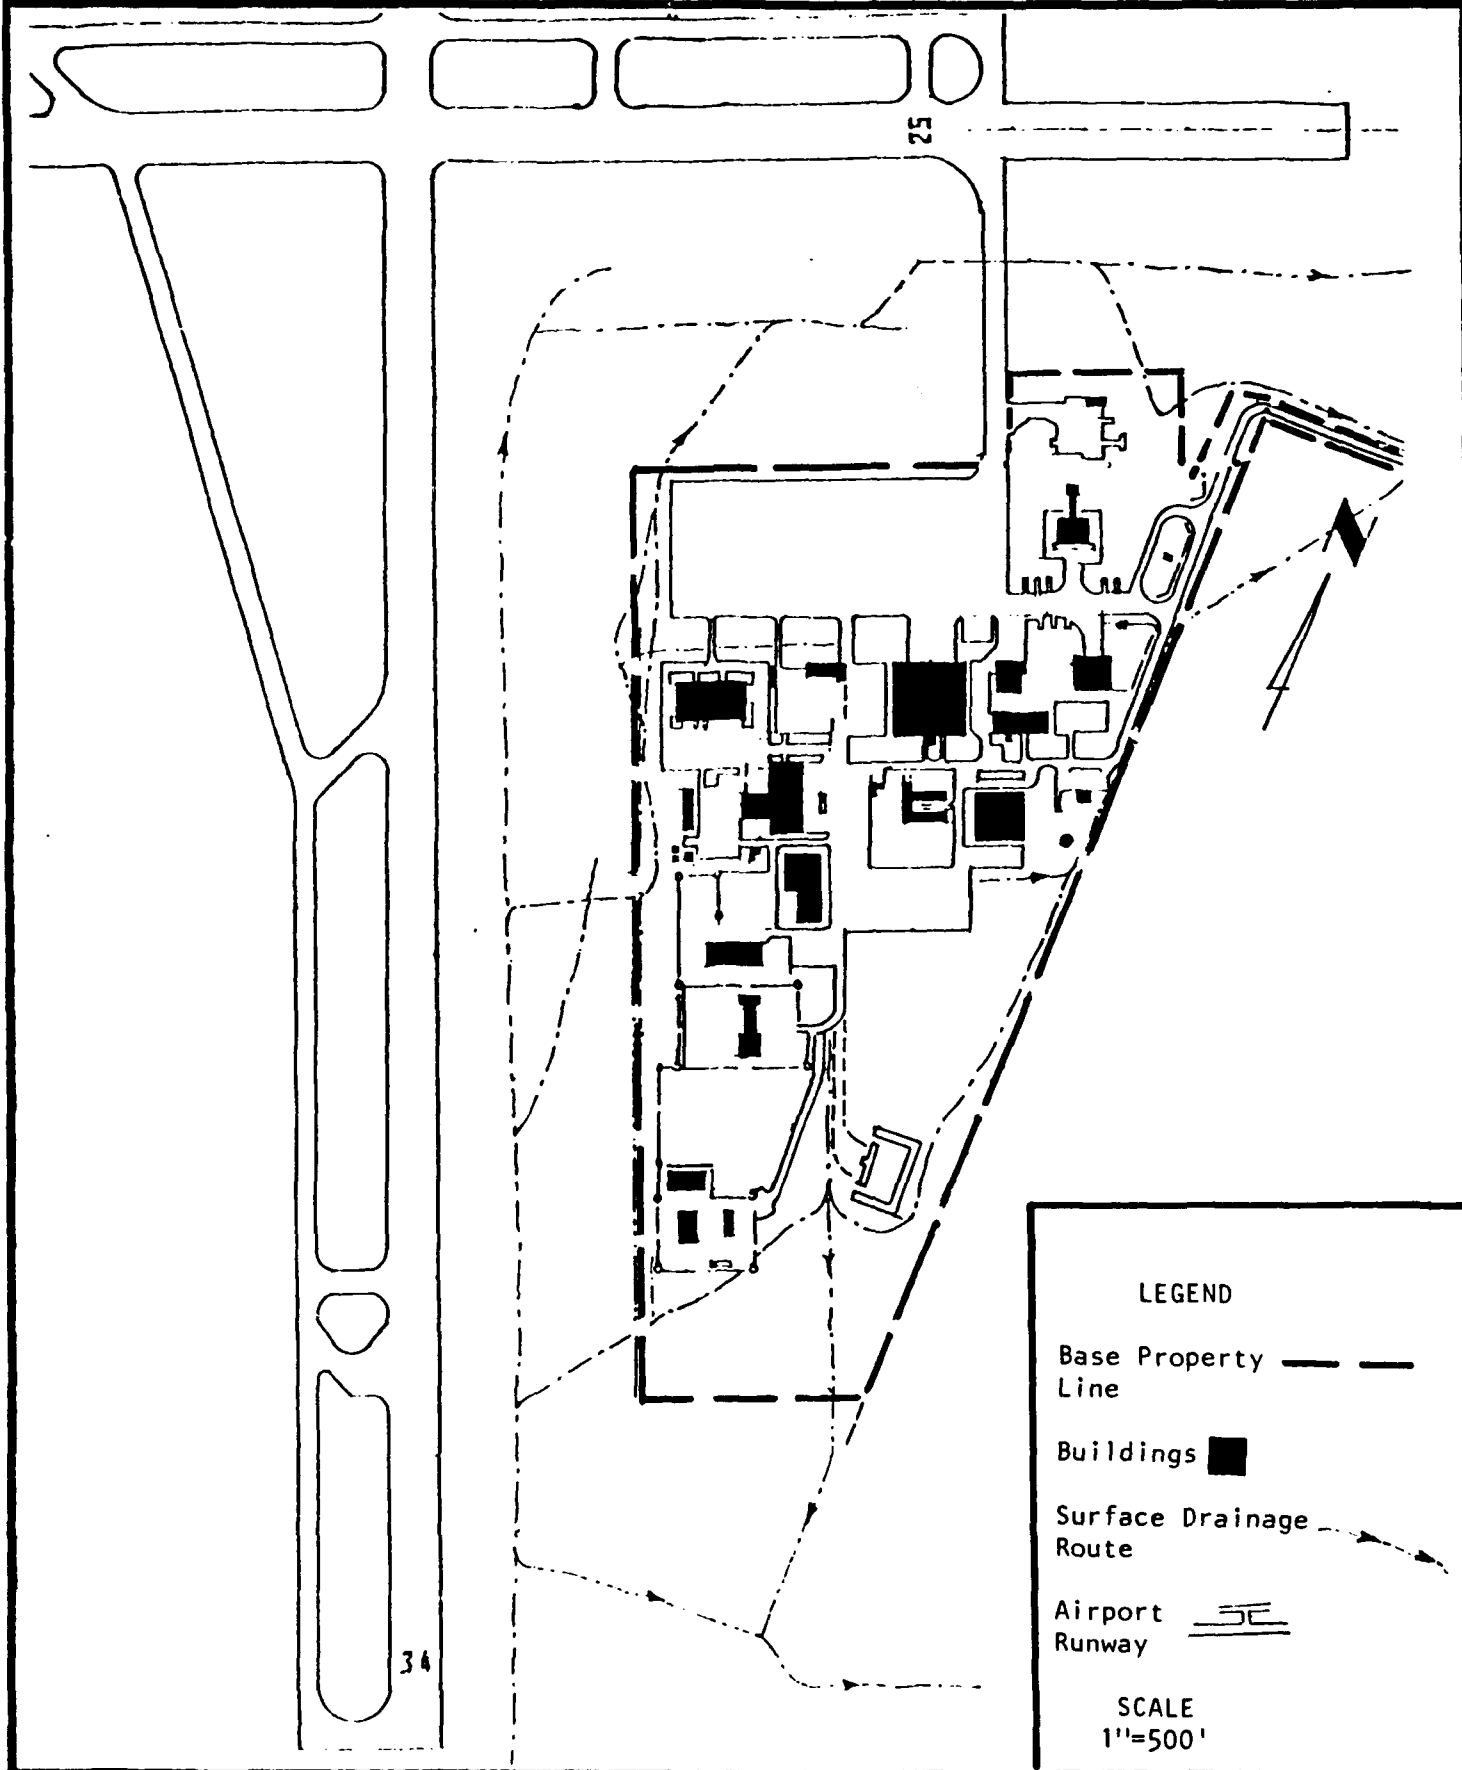 25
34
LEGEND
Base Property
Line
Buildings
Surface Drainage
Route
Airport
Runway
SCALE
1"=500'